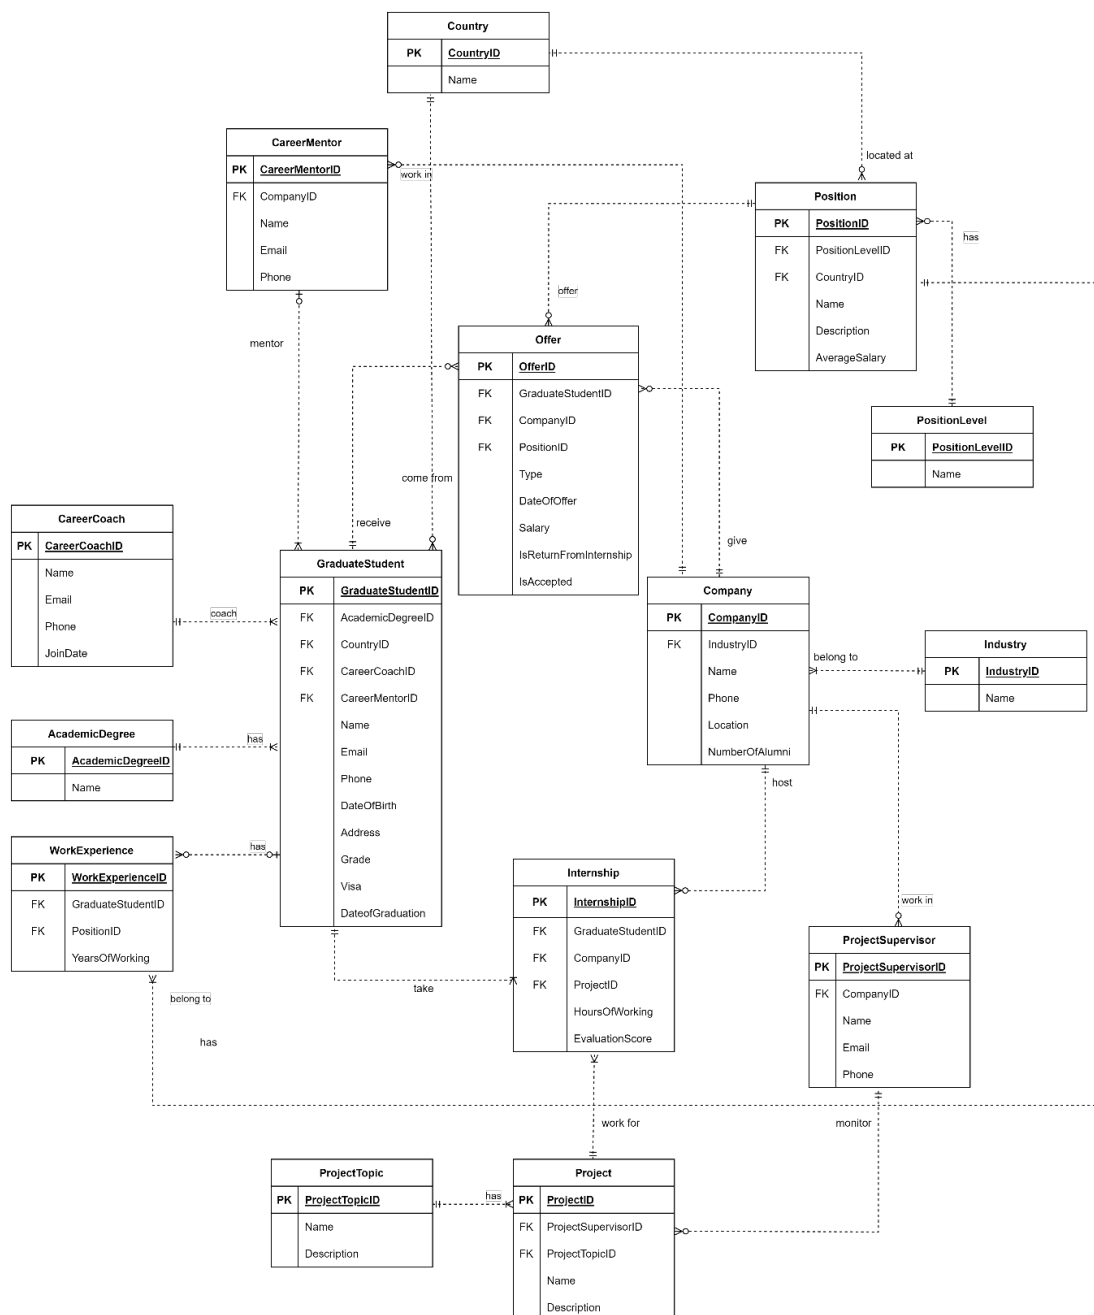 Country
PK CountryID
Name
CareerMentor
PK CareerMentorID
FK CompanyID
Name
Email
Phone
work in
located at
Position
PK PositionID
FK PositionLevelID
FK CountryID
Name
Description
AverageSalary
has
offer
mentor
Offer
PK OfferID
FK GraduateStudentID
FK CompanyID
FK PositionID
Type
DateOfOffer
Salary
IsReturnFromInternship
IsAccepted
PositionLevel
PK PositionLevelID
Name
come from
receive
give
CareerCoach
PK CareerCoachID
Name
Email
Phone
JoinDate
coach
GraduateStudent
PK GraduateStudentID
FK AcademicDegreeID
FK CountryID
FK CareerCoachID
FK CareerMentorID
Name
Email
Phone
DateOfBirth
Address
Grade
Visa
DateofGraduation
Company
PK CompanyID
FK IndustryID
Name
Phone
Location
NumberOfAlumni
belong to
Industry
PK IndustryID
Name
AcademicDegree
PK AcademicDegreeID
Name
has
host
WorkExperience
PK WorkExperienceID
FK GraduateStudentID
FK PositionID
YearsOfWorking
has
Internship
PK InternshipID
FK GraduateStudentID
FK CompanyID
FK ProjectID
HoursOfWorking
EvaluationScore
work in
ProjectSupervisor
PK ProjectSupervisorID
FK CompanyID
Name
Email
Phone
take
belong to
has
work for
monitor
ProjectTopic
PK ProjectTopicID
Name
Description
has
Project
PK ProjectID
FK ProjectSupervisorID
FK ProjectTopicID
Name
Description